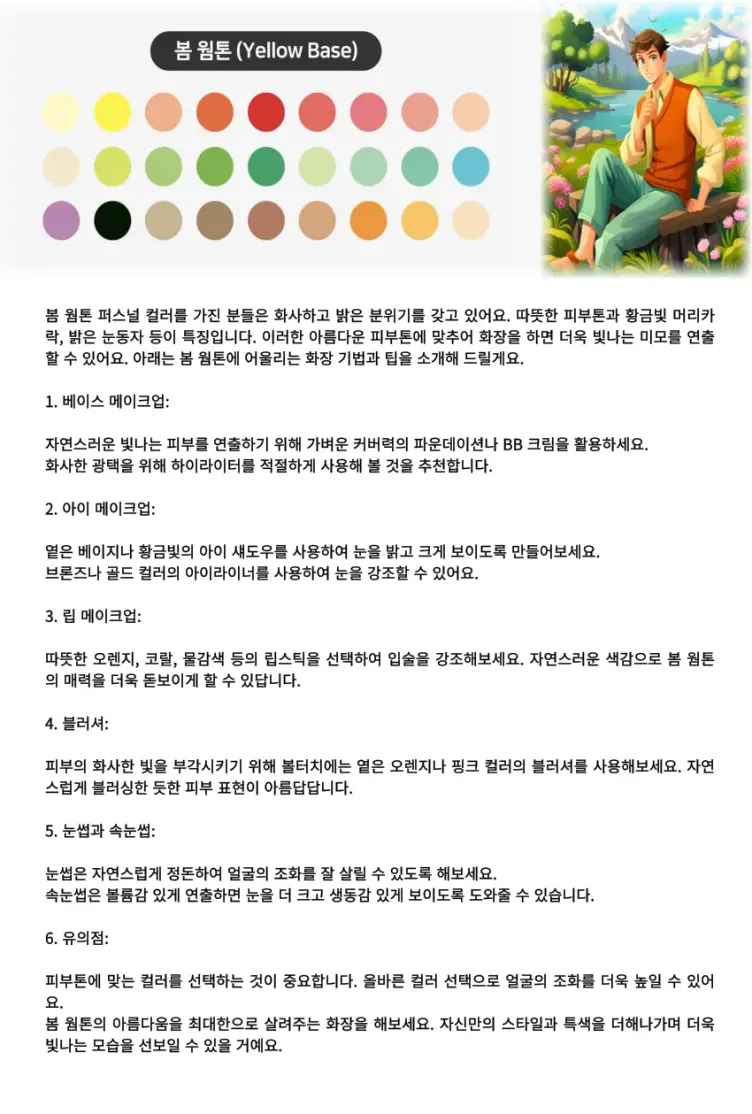 봄 웜톤 (Yellow Base)
봄 웜톤 퍼스널 컬러를 가진 분들은 화사하고 밝은 분위기를 갖고 있어요. 따뜻한 피부톤과 황금빛 머리카
락, 밝은 눈동자 등이 특징입니다. 이러한 아름다운 피부톤에 맞추어 화장을 하면 더욱 빛나는 미모를 연출
할 수 있어요. 아래는 봄 웜톤에 어울리는 화장 기법과 팁을 소개해 드릴게요.
1. 베이스 메이크업:
자연스러운 빛나는 피부를 연출하기 위해 가벼운 커버력의 파운데이션나 BB 크림을 활용하세요.
화사한 광택을 위해 하이라이터를 적절하게 사용해 볼 것을 추천합니다.
2. 아이 메이크업:
옅은 베이지나 황금빛의 아이 섀도우를 사용하여 눈을 밝고 크게 보이도록 만들어보세요.
브론즈나 골드 컬러의 아이라이너를 사용하여 눈을 강조할 수 있어요.
3. 립 메이크업:
따뜻한 오렌지, 코랄, 물감색 등의 립스틱을 선택하여 입술을 강조해보세요. 자연스러운 색감으로 봄 웜톤
의 매력을 더욱 돋보이게 할 수 있답니다.
4. 블러셔:
피부의 화사한 빛을 부각시키기 위해 볼터치에는 옅은 오렌지나 핑크 컬러의 블러셔를 사용해보세요. 자연
스럽게 블러싱한 듯한 피부 표현이 아름답답니다.
5. 눈썹과 속눈썹:
눈썹은 자연스럽게 정돈하여 얼굴의 조화를 잘 살릴 수 있도록 해보세요.
속눈썹은 볼륨감 있게 연출하면 눈을 더 크고 생동감 있게 보이도록 도와줄 수 있습니다.
6. 유의점:
피부톤에 맞는 컬러를 선택하는 것이 중요합니다. 올바른 컬러 선택으로 얼굴의 조화를 더욱 높일 수 있어
요.
봄 웜톤의 아름다움을 최대한으로 살려주는 화장을 해보세요. 자신만의 스타일과 특색을 더해나가며 더욱
빛나는 모습을 선보일 수 있을 거예요.